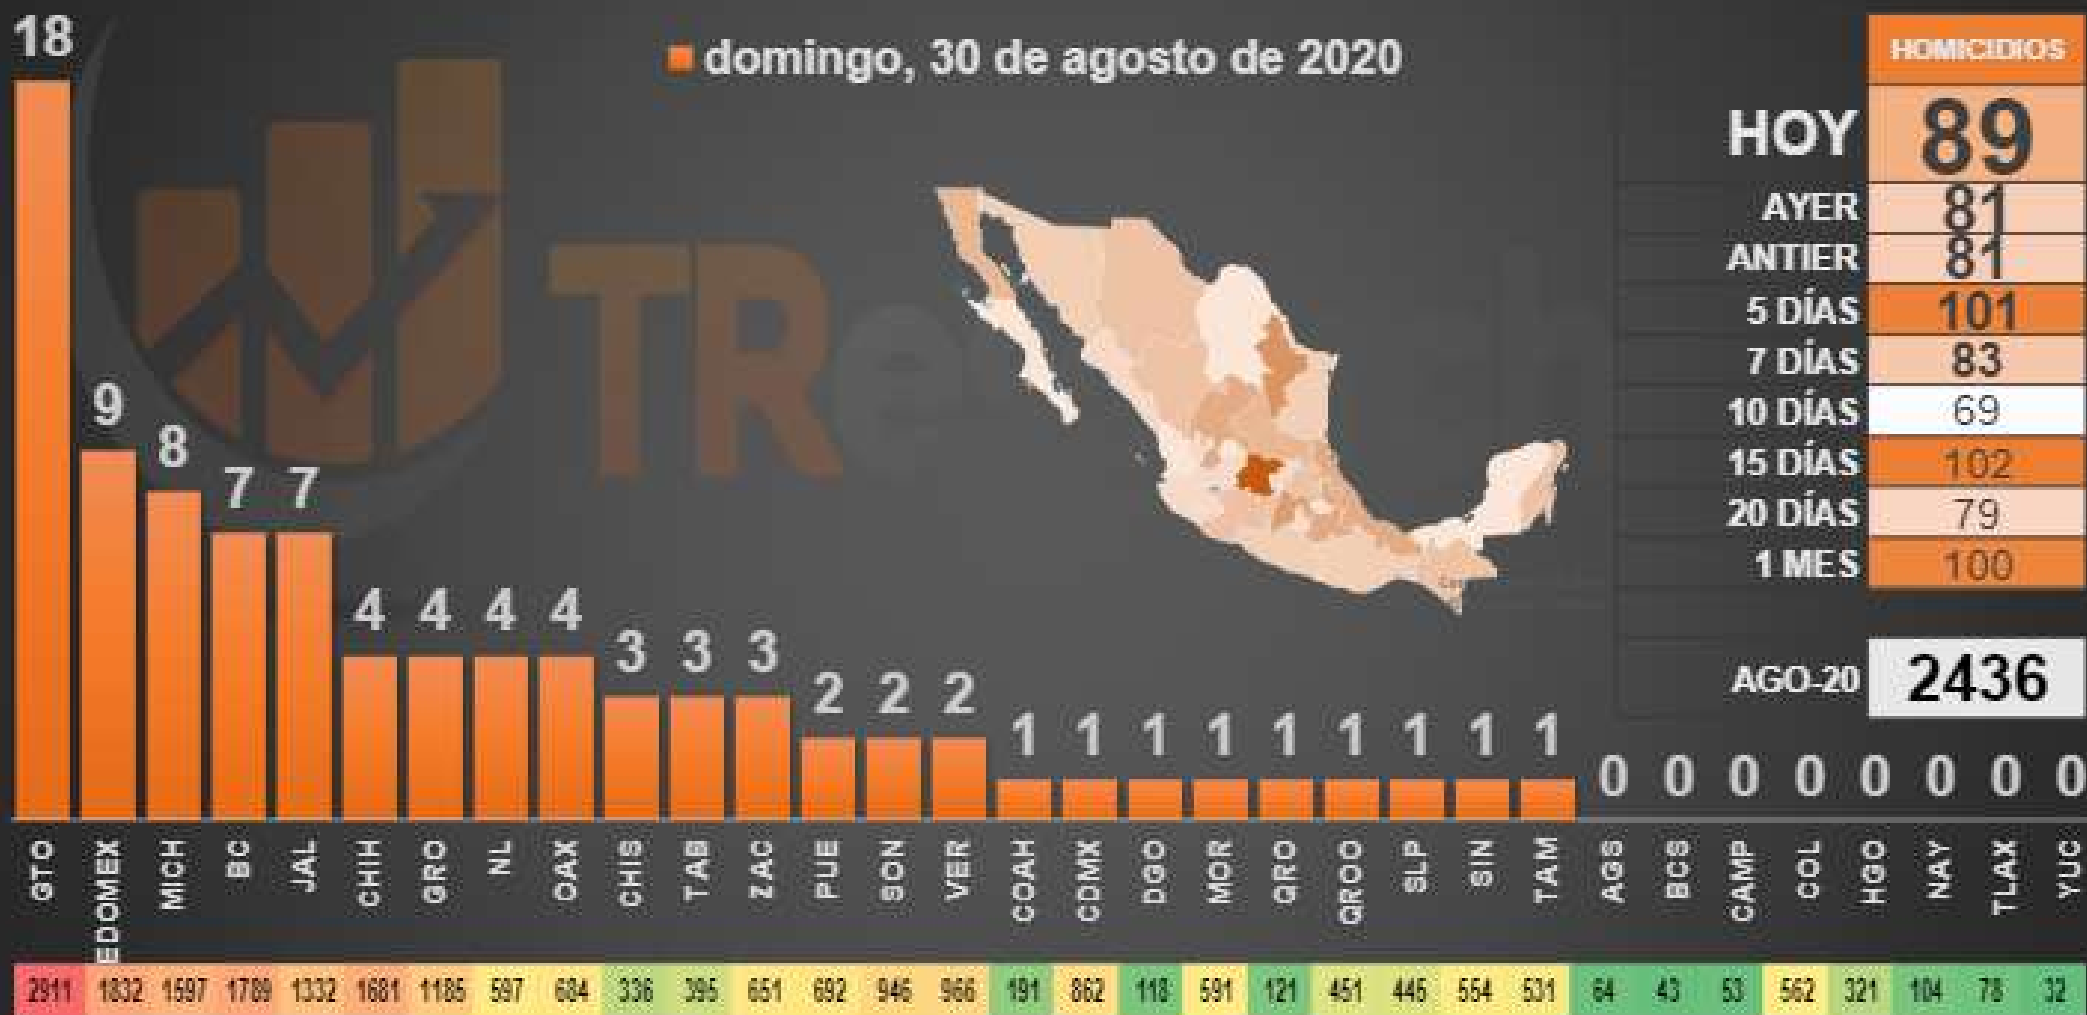 domingo, 30 de agosto de 2020
TResearch
HOMICIDIOS
HOY 89
AYER 81
ANTIER 81
5 DÍAS 101
7 DÍAS 83
10 DÍAS 69
15 DÍAS 102
20 DÍAS 79
1 MES 100
AGO-20 2436
18 9 8 7 7 4 4 4 4 3 3 3 2 2 2 1 1 1 1 1 1 1 1 1 0 0 0 0 0 0 0 0
GTO EDOMEX MICH BC JAL CHIH GRO NL OAX CHIS TAB ZAC PUE SON VER COAH CDMX DGO MOR QRO QROO SLP SIN TAM AGS BCS CAMP COL HGO NAY TLAX YUC
2911 1832 1597 1789 1332 1681 1185 597 684 336 395 651 692 946 966 191 862 118 591 121 451 445 554 531 64 43 53 562 321 104 78 32